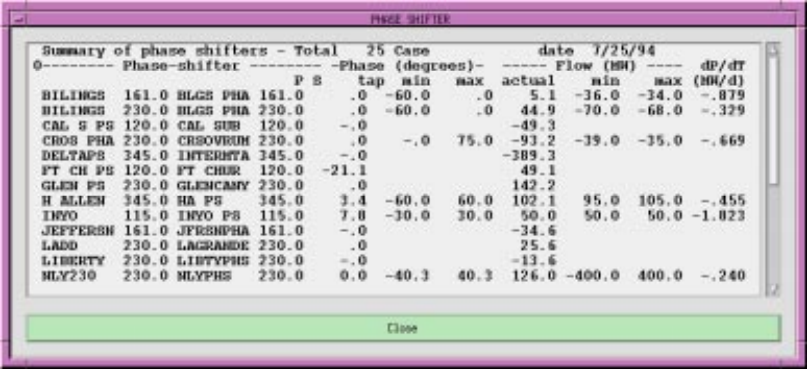 PHASE SHIFTER
Summary of phase shifters - Total 25 Case date 7/25/94
0--------- Phase-shifter --------- -Phase (degrees)- ----- Flow (MW) ---- dP/dT
P S tap min max actual min max (MW/d)
BILINGS 161.0 BLGS PHA 161.0 .0 -60.0 .0 5.1 -36.0 -34.0 -.879
BILINGS 230.0 BLGS PHA 230.0 .0 -60.0 .0 44.9 -70.0 -68.0 -.329
CAL S PS 120.0 CAL SUB 120.0 -.0 -49.3
CROS PHA 230.0 CRSOVRUM 230.0 .0 -.0 75.0 -93.2 -39.0 -35.0 -.669
DELTAPS 345.0 INTERMTA 345.0 -.0 -389.3
FT CH PS 120.0 FT CHUR 120.0 -21.1 49.1
GLEN PS 230.0 GLENCANY 230.0 .0 142.2
H ALLEN 345.0 HA PS 345.0 3.4 -60.0 60.0 102.1 95.0 105.0 -.455
INYO 115.0 INYO PS 115.0 7.8 -30.0 30.0 50.0 50.0 50.0 -1.823
JEFFERSN 161.0 JFRSNPHA 161.0 -.0 -34.6
LADD 230.0 LAGRANDE 230.0 .0 25.6
LIBERTY 230.0 LIBTYPHS 230.0 -.0 -13.6
NLY230 230.0 NLYPHS 230.0 0.0 -40.3 40.3 126.0 -400.0 400.0 -.240
Close